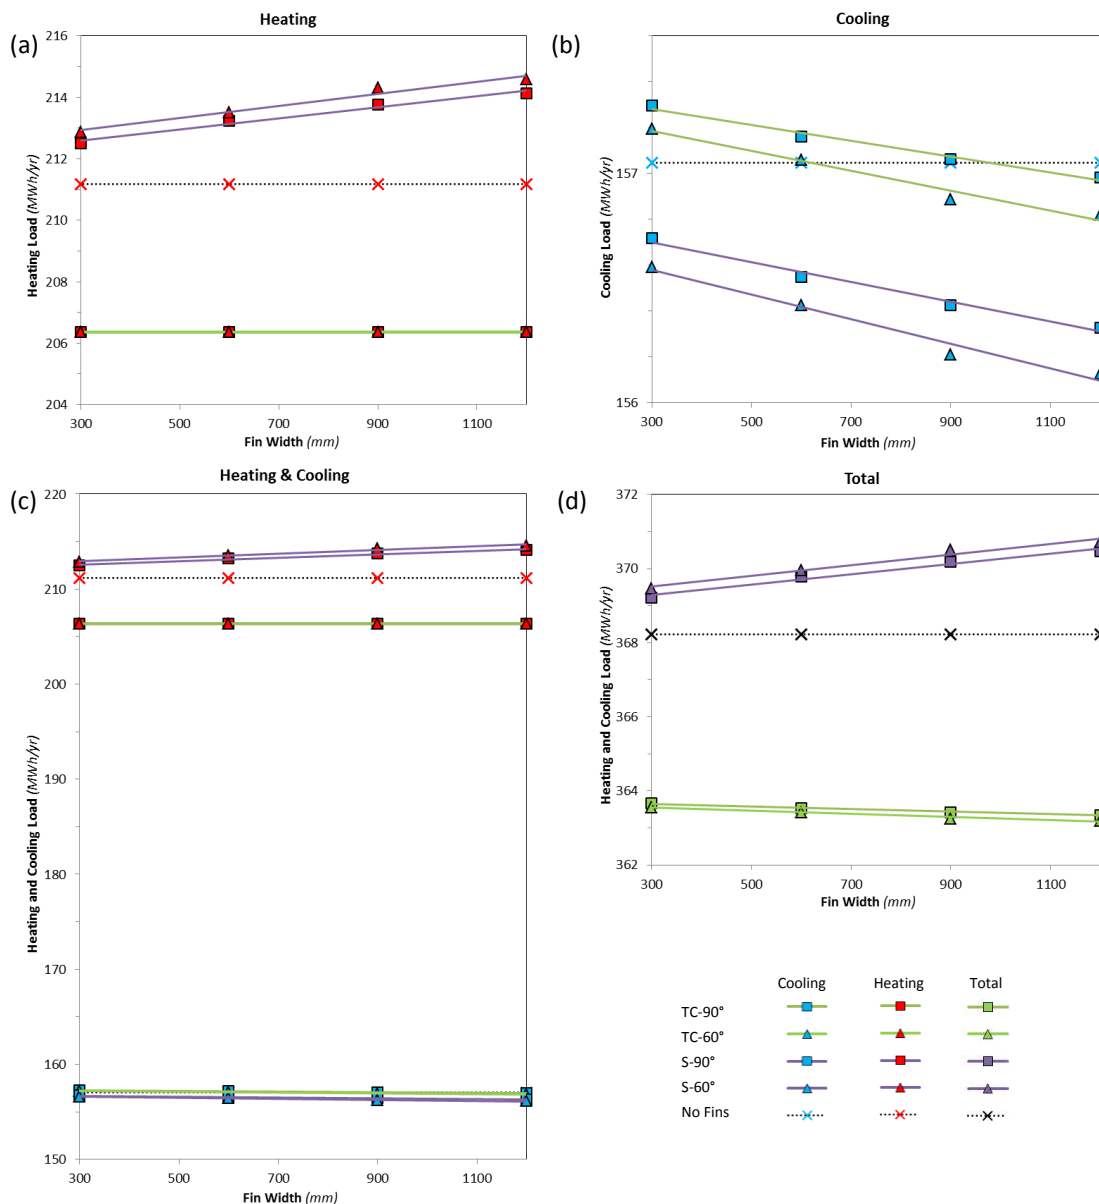 Heating
(a)
216
214
212
210
208
206
204
Heating Load (MWh/yr)
300 500 700 900 1100
Fin Width (mm)
Cooling
(b)
157
156
Cooling Load (MWh/yr)
300 500 700 900 1100
Fin Width (mm)
Heating & Cooling
(c)
220
210
200
190
180
170
160
150
Heating and Cooling Load (MWh/yr)
300 500 700 900 1100
Fin Width (mm)
Total
(d)
372
370
368
366
364
362
Heating and Cooling Load (MWh/yr)
300 500 700 900 1100
Fin Width (mm)
Cooling Heating Total
TC-90°
TC-60°
S-90°
S-60°
No Fins